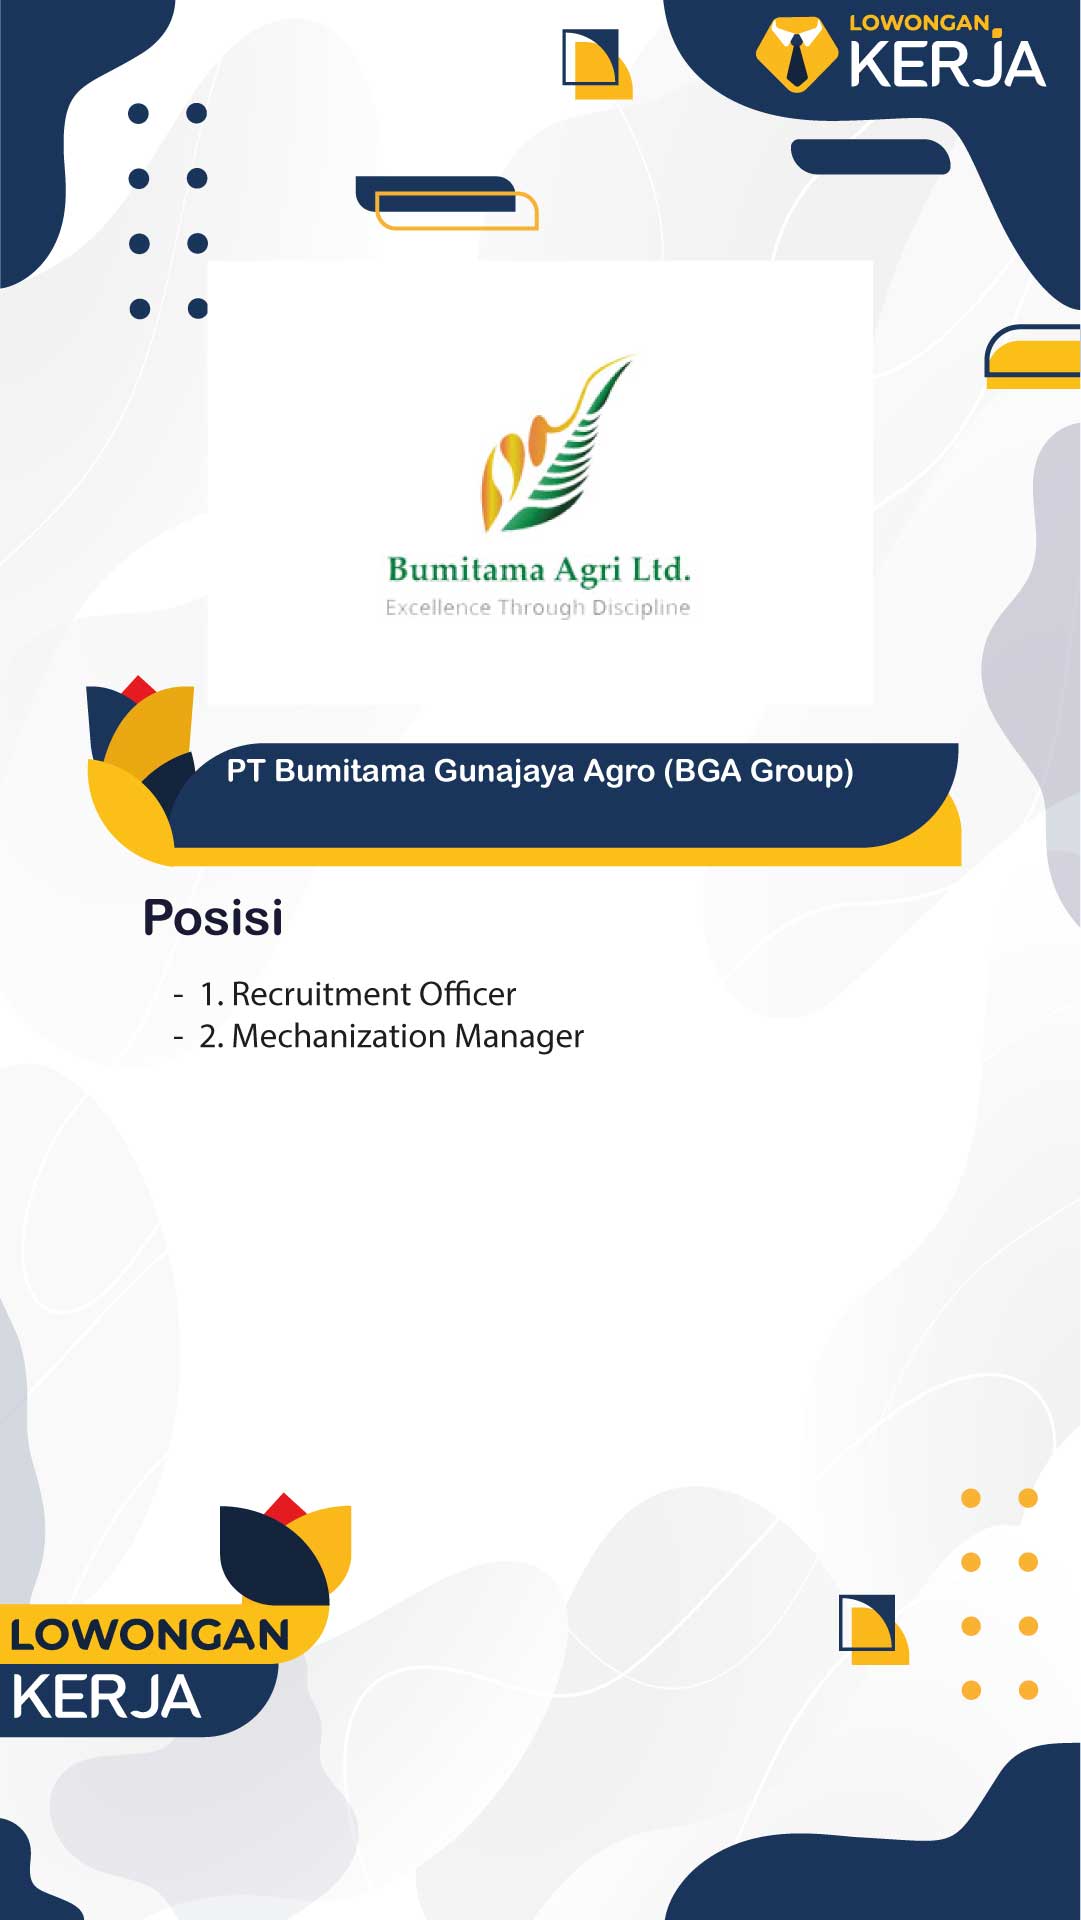 LOWONGAN
KERJA
Bumitama Agri Ltd.
Excellence Through Discipline
PT Bumitama Gunajaya Agro (BGA Group)
Posisi
- 1. Recruitment Officer
- 2. Mechanization Manager
LOWONGAN
KERJA